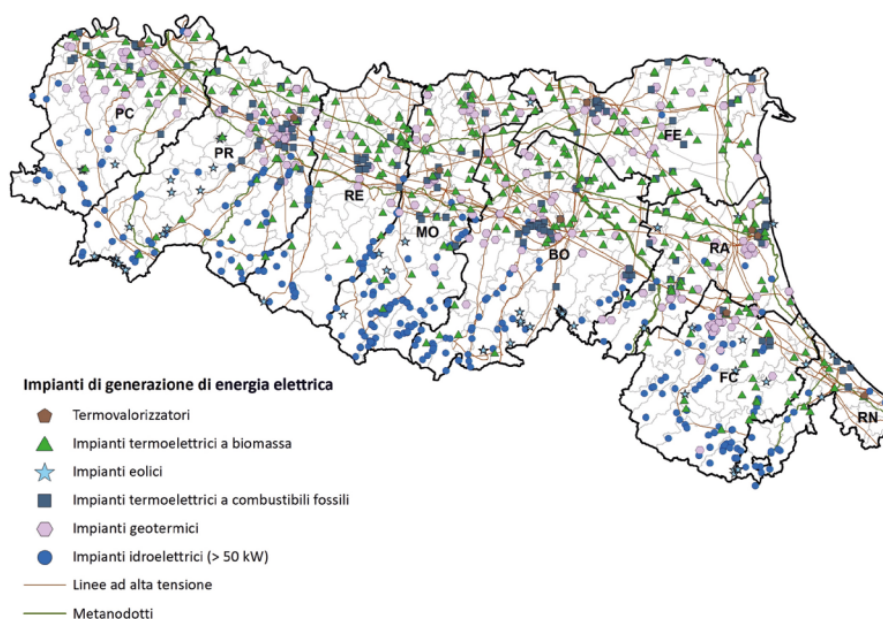 PC
PR
RE
MO
FE
BO
RA
FC
RN
Impianti di generazione di energia elettrica
Termovalorizzatori
Impianti termoelettrici a biomassa
Impianti eolici
Impianti termoelettrici a combustibili fossili
Impianti geotermici
Impianti idroelettrici (> 50 kW)
Linee ad alta tensione
Metanodotti